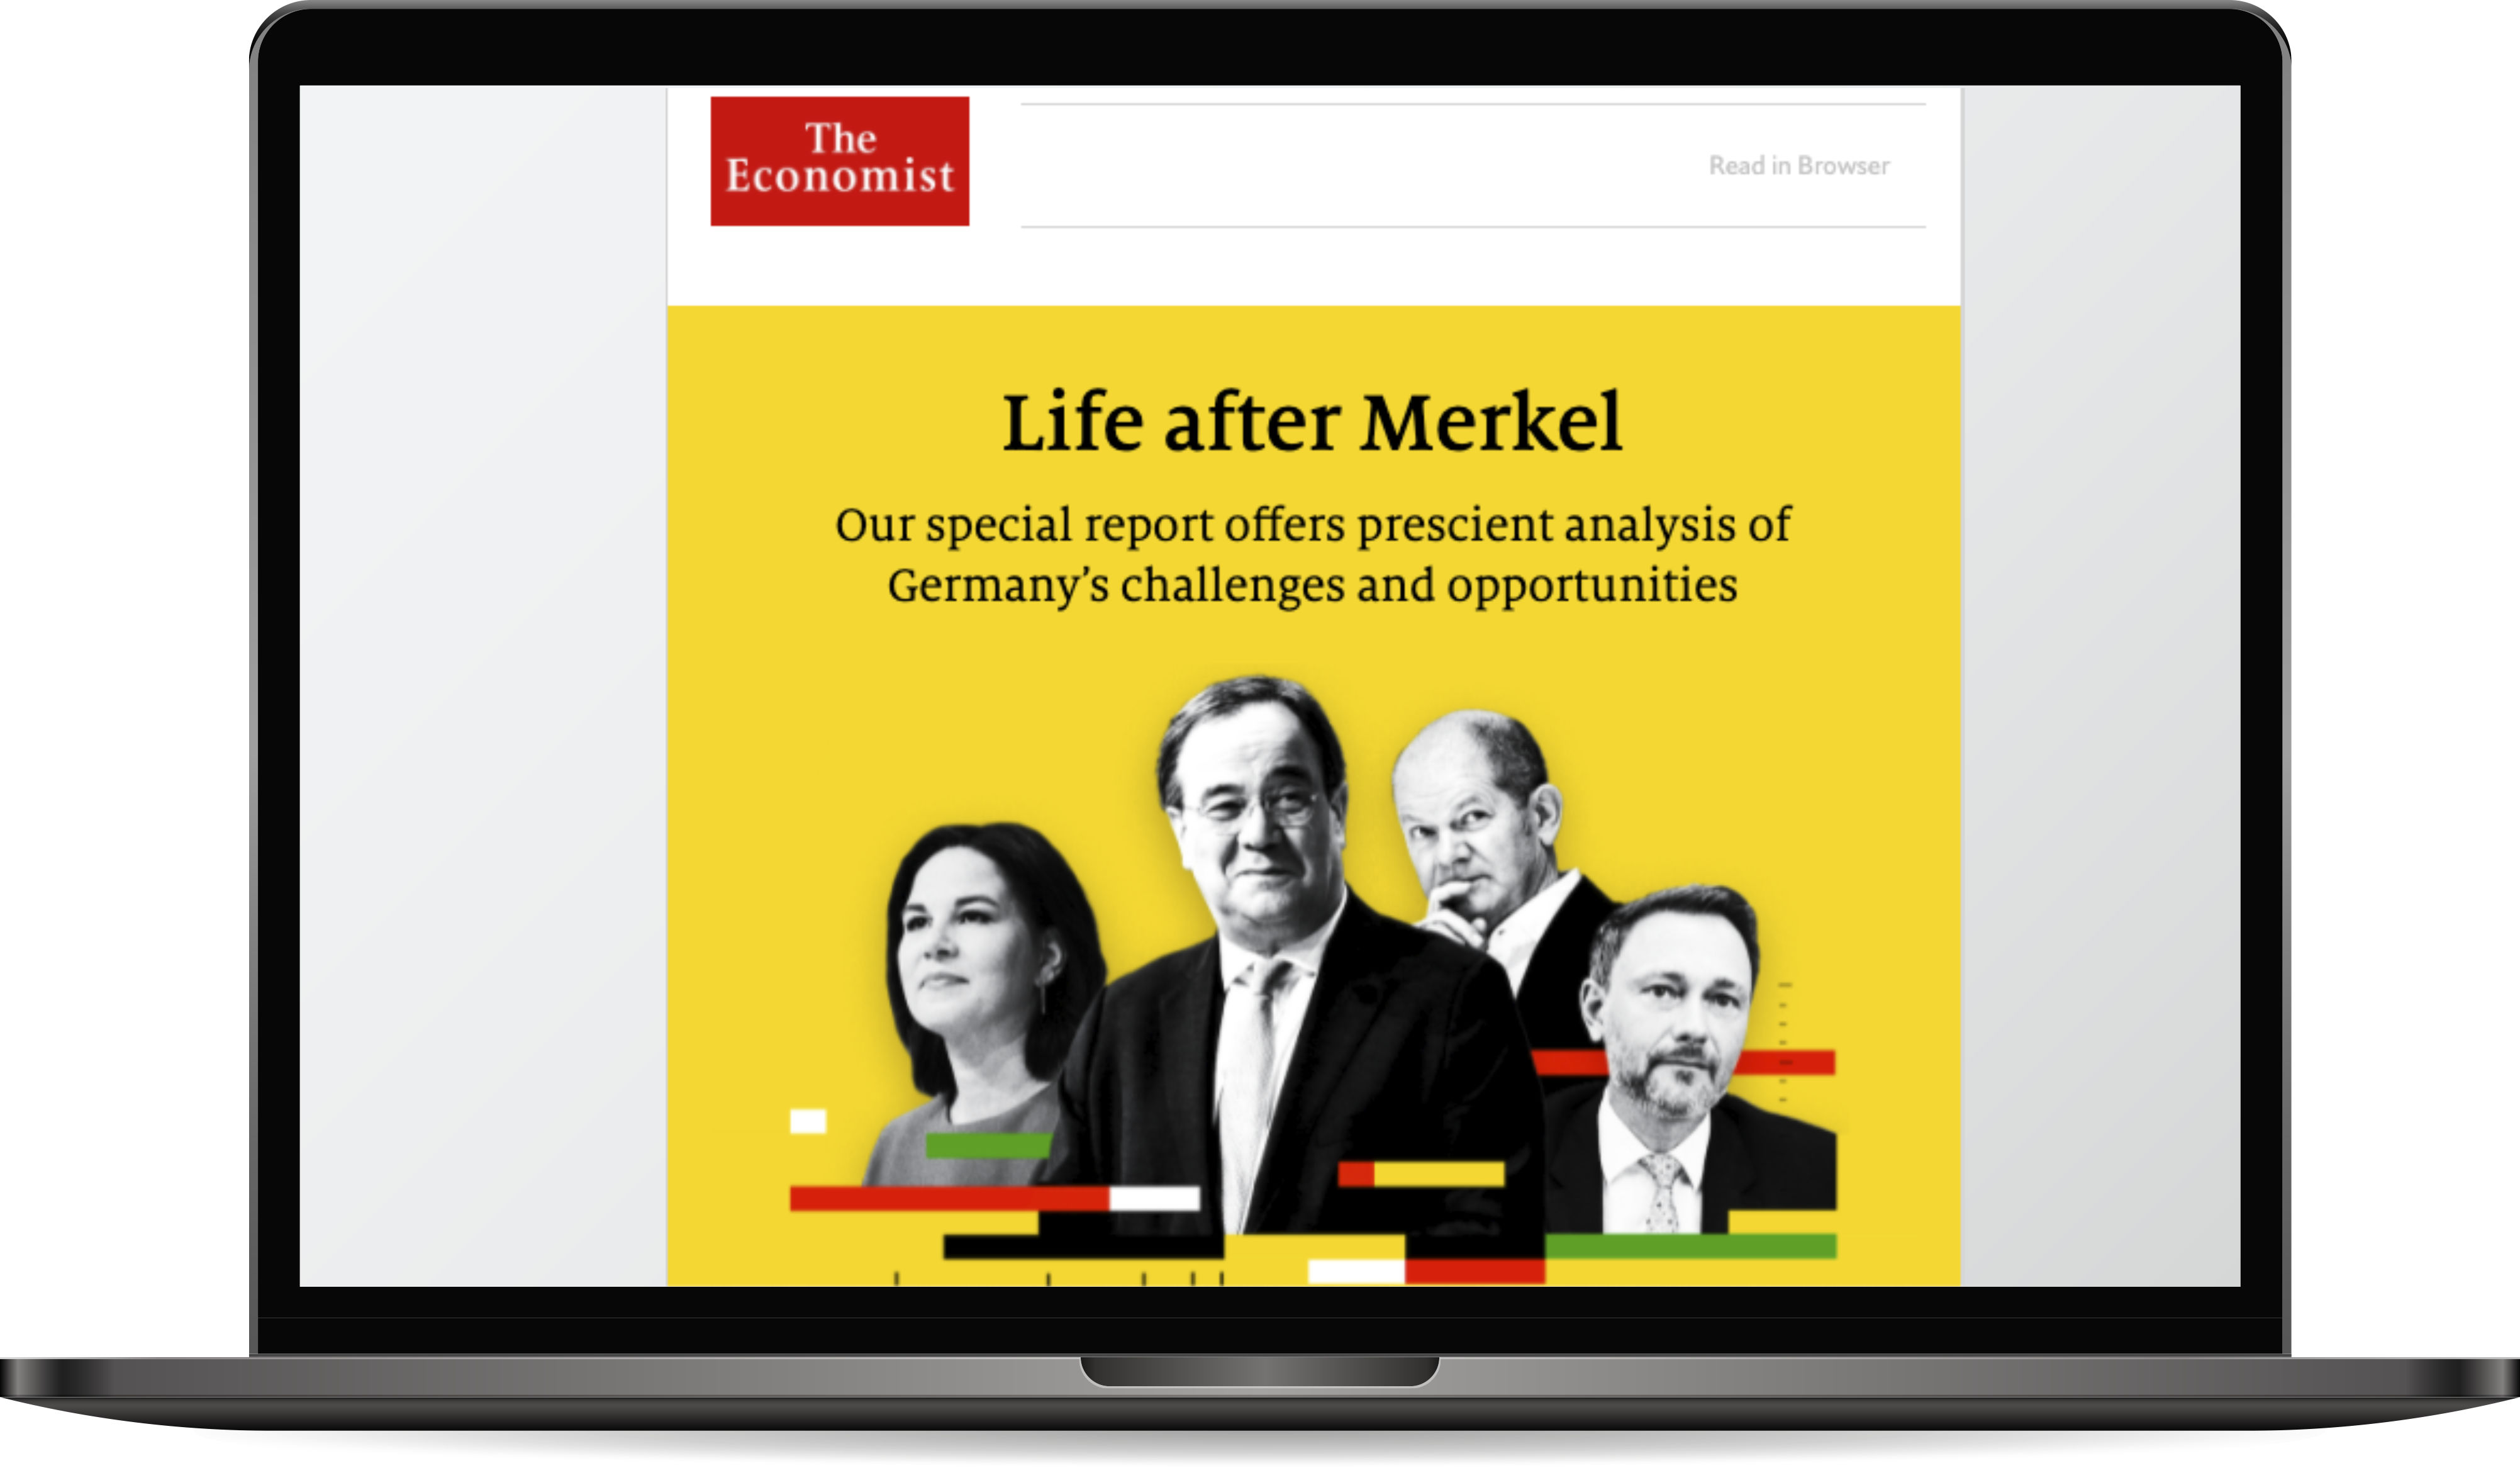 The
Economist
Read in Browser
Life after Merkel
Our special report offers prescient analysis of
Germany’s challenges and opportunities